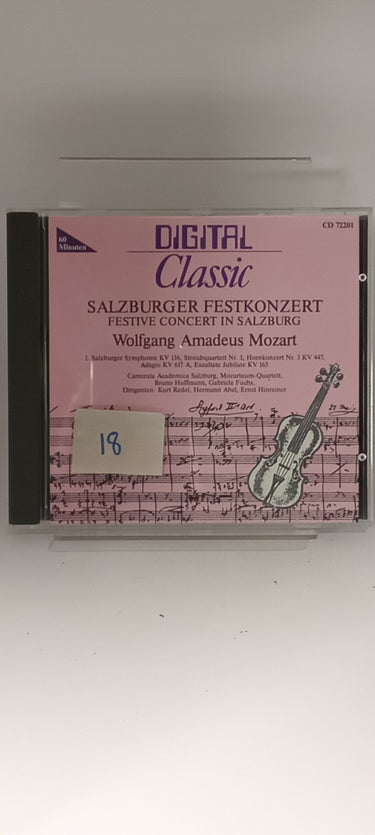 60
Minuten
CD 72201
DIGITAL
Classic
SALZBURGER FESTKONZERT
FESTIVE CONCERT IN SALZBURG
Wolfgang Amadeus Mozart
1. Salzburger Symphonie KV 136, Streichquartett Nr. 3, Hornkonzert Nr. 3 KV 447,
Adagio KV 617 A, Exsultate Jubilate KV 165
Camerata Academica Salzburg, Mozarteum-Quartett,
Bruno Hoffmann, Gabriele Fuchs,
Dirigenten: Kurt Redel, Hermann Abel, Ernst Hinreiner
18